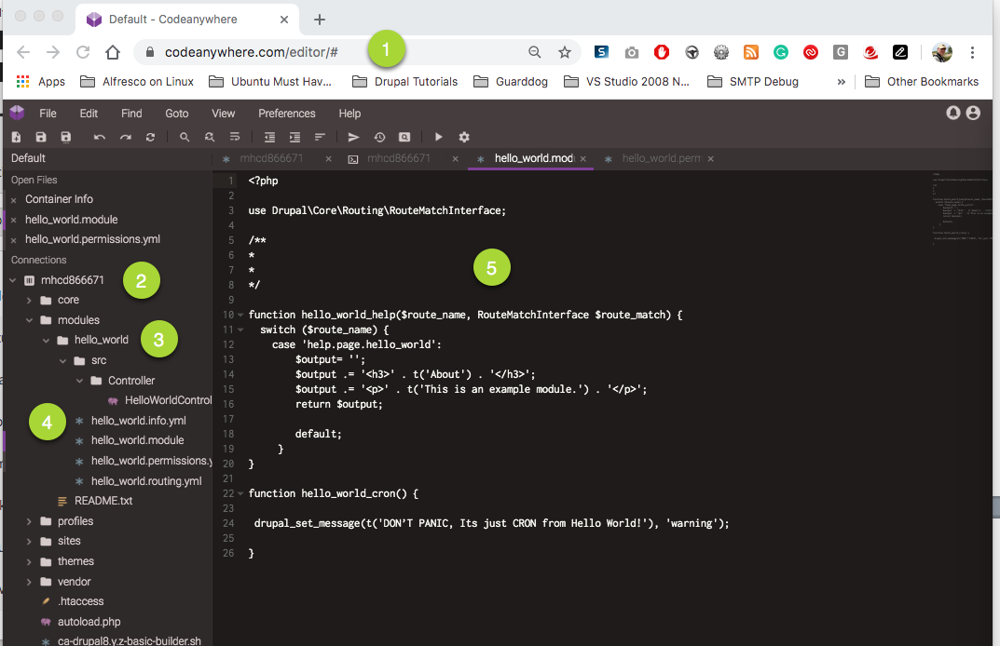 Default - Codeanywhere
codeanywhere.com/editor/#
1
Apps Alfresco on Linux Ubuntu Must Hav... Drupal Tutorials Guarddog VS Studio 2008 N... SMTP Debug » Other Bookmarks
File Edit Find Goto View Preferences Help
Default
mhcd866671 mhcd866671 hello_world.mod hello_world.perm
Open Files
Container Info
hello_world.module
hello_world.permissions.yml
Connections
mhcd866671
2
core
modules
hello_world
3
src
Controller
HelloWorldControl
4
hello_world.info.yml
hello_world.module
hello_world.permissions.y
hello_world.routing.yml
README.txt
profiles
sites
themes
vendor
.htaccess
autoload.php
ca-drupal8.y.z-basic-builder.sh
1 <?php
2
3 use Drupal\Core\Routing\RouteMatchInterface;
4
5 /**
6 *
7 *
8 */
5
9
10 function hello_world_help($route_name, RouteMatchInterface $route_match) {
11 switch ($route_name) {
12 case 'help.page.hello_world':
13 $output= '';
14 $output .= '<h3>' . t('About') . '</h3>';
15 $output .= '<p>' . t('This is an example module.') . '</p>';
16 return $output;
17
18 default;
19 }
20 }
21
22 function hello_world_cron() {
23
24 drupal_set_message(t('DON'T PANIC, Its just CRON from Hello World!'), 'warning');
25
26 }